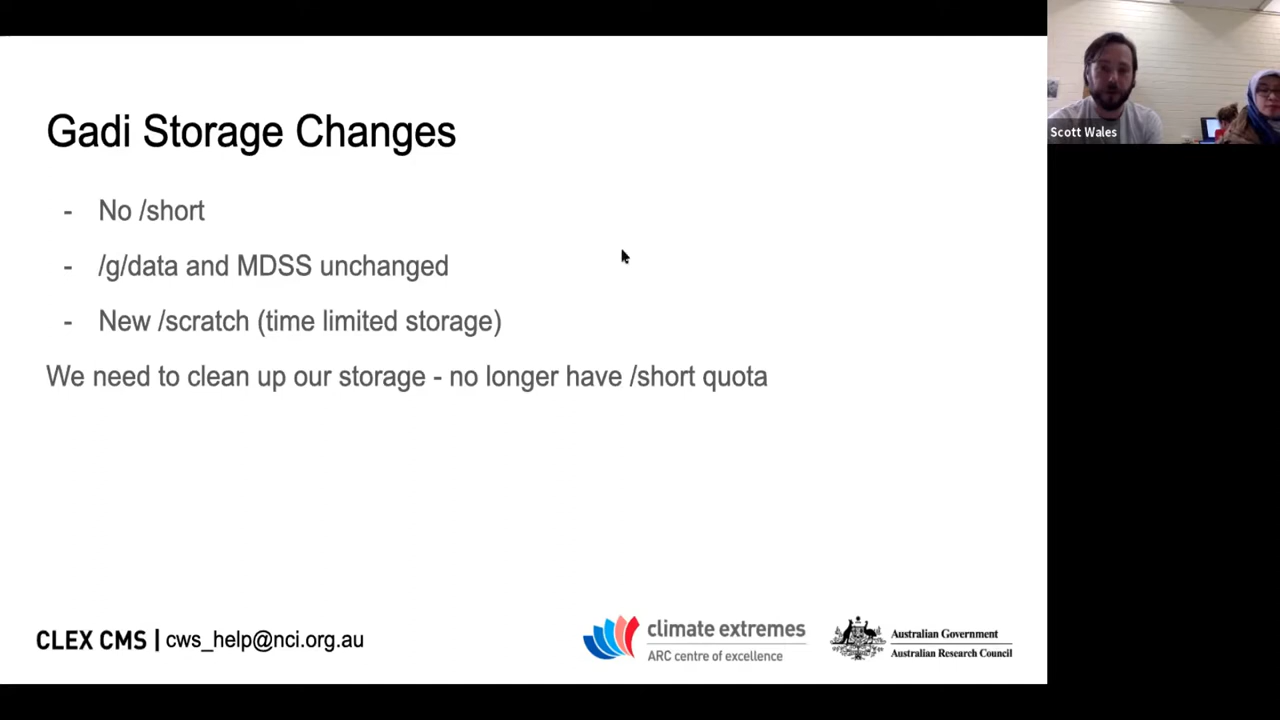 Gadi Storage Changes
- No /short
- /g/data and MDSS unchanged
- New /scratch (time limited storage)
We need to clean up our storage - no longer have /short quota
CLEX CMS | cws_help@nci.org.au
climate extremes
ARC centre of excellence
Australian Government
Australian Research Council
Scott Wales